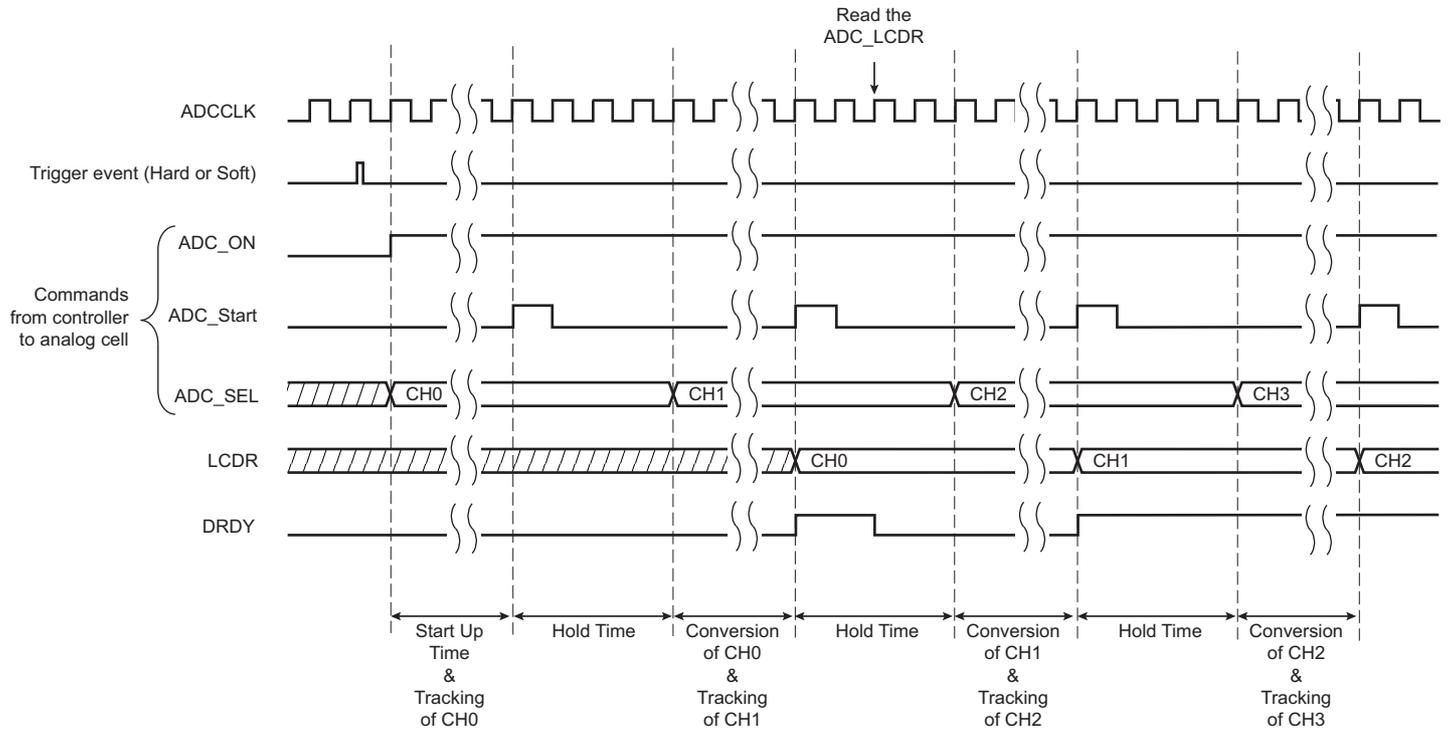 Read the
ADC_LCDR
ADCCLK
Trigger event (Hard or Soft)
ADC_ON
Commands
from controller
to analog cell
ADC_Start
ADC_SEL
CH0
CH1
CH2
CH3
LCDR
CH0
CH1
CH2
DRDY
Start Up
Time
&
Tracking
of CH0
Hold Time
Conversion
of CH0
&
Tracking
of CH1
Hold Time
Conversion
of CH1
&
Tracking
of CH2
Hold Time
Conversion
of CH2
&
Tracking
of CH3